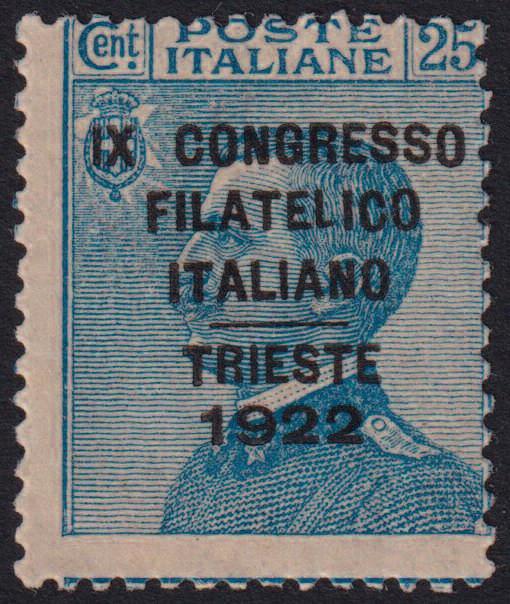 Cent. POSTE 25
ITALIANE
IX CONGRESSO
FILATELICO
ITALIANO
TRIESTE
1922